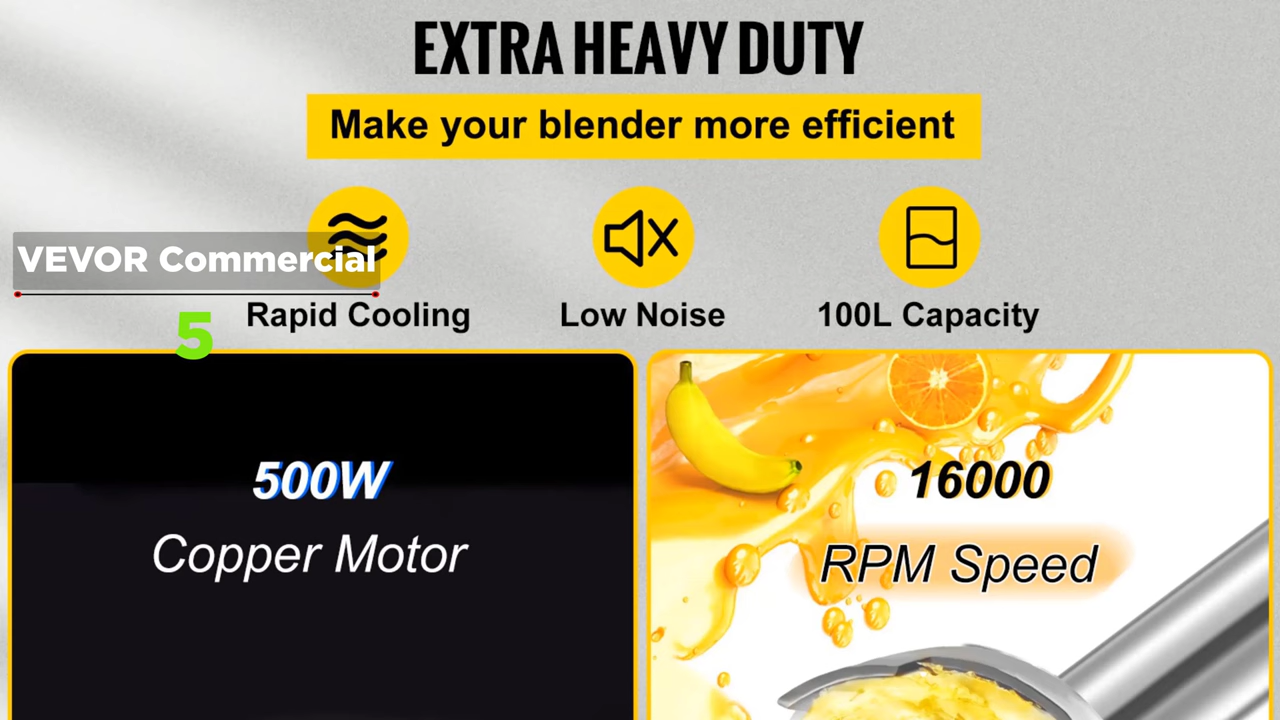 EXTRA HEAVY DUTY
Make your blender more efficient
VEVOR Commercial
5
Rapid Cooling
Low Noise
100L Capacity
500W
Copper Motor
16000
RPM Speed